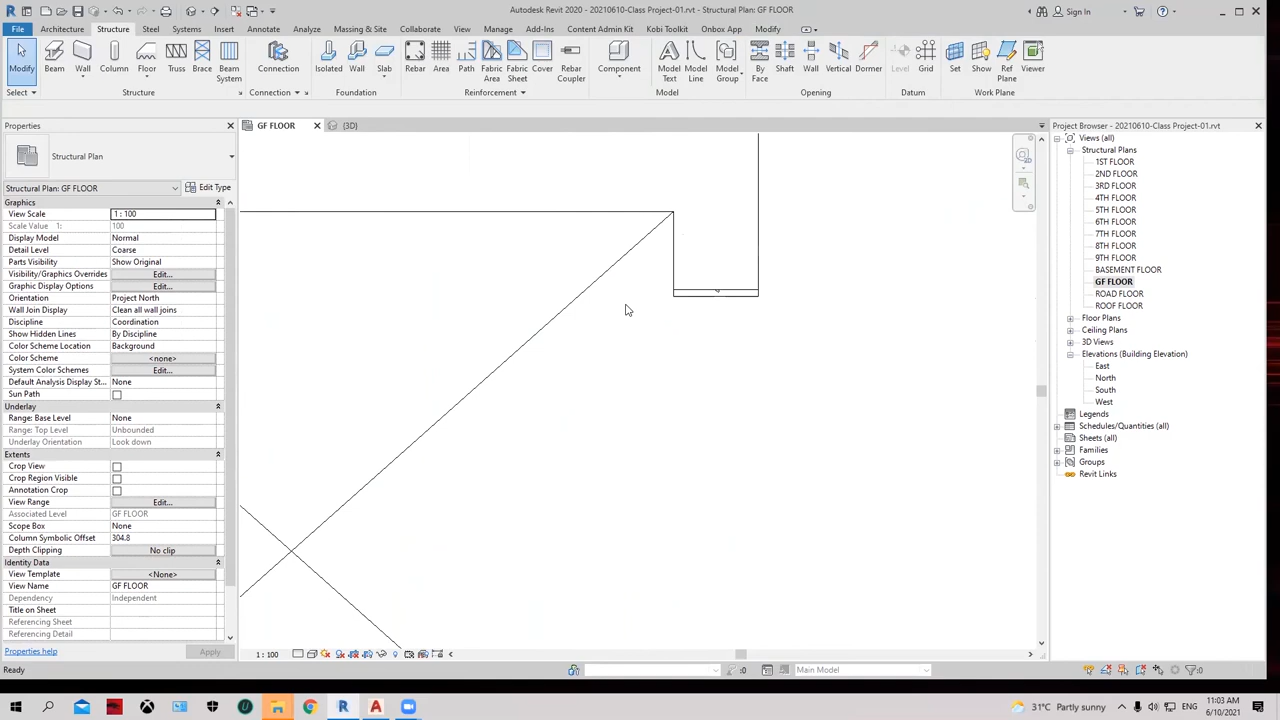 Autodesk Revit 2020 - 20210610-Class Project-01.rvt - Structural Plan: GF FLOOR
Sign In
File Architecture Structure Steel Systems Insert Annotate Analyze Massing & Site Collaborate View Manage Add-Ins Content Admin Kit Kobi Toolkit Onbox App Modify
Modify Beam Wall Column Floor Truss Brace Beam System Connection Isolated Wall Slab Rebar Area Path Fabric Area Fabric Sheet Cover Rebar Coupler Component Model Text Model Line Model Group By Face Shaft Wall Vertical Dormer Level Grid Set Show Ref Plane Viewer
Select Structure Connection Foundation Reinforcement Model Opening Datum Work Plane
Properties
GF FLOOR
{3D}
Project Browser - 20210610-Class Project-01.rvt
Structural Plan
Structural Plan: GF FLOOR
Edit Type
Graphics
View Scale 1 : 100
Scale Value 1: 100
Display Model Normal
Detail Level Coarse
Parts Visibility Show Original
Visibility/Graphics Overrides Edit...
Graphic Display Options Edit...
Orientation Project North
Wall Join Display Clean all wall joins
Discipline Coordination
Show Hidden Lines By Discipline
Color Scheme Location Background
Color Scheme <none>
System Color Schemes Edit...
Default Analysis Display St... None
Sun Path
Underlay
Range: Base Level None
Range: Top Level Unbounded
Underlay Orientation Look down
Extents
Crop View
Crop Region Visible
Annotation Crop
View Range Edit...
Associated Level GF FLOOR
Scope Box None
Column Symbolic Offset 304.8
Depth Clipping No clip
Identity Data
View Template <None>
View Name GF FLOOR
Dependency Independent
Title on Sheet
Referencing Sheet
Referencing Detail
Properties help
Apply
Views (all)
Structural Plans
1ST FLOOR
2ND FLOOR
3RD FLOOR
4TH FLOOR
5TH FLOOR
6TH FLOOR
7TH FLOOR
8TH FLOOR
9TH FLOOR
BASEMENT FLOOR
GF FLOOR
ROAD FLOOR
ROOF FLOOR
Floor Plans
Ceiling Plans
3D Views
Elevations (Building Elevation)
East
North
South
West
Legends
Schedules/Quantities (all)
Sheets (all)
Families
Groups
Revit Links
1 : 100
Ready
:0
Main Model
:0
31°C Partly sunny
ENG
11:03 AM
6/10/2021